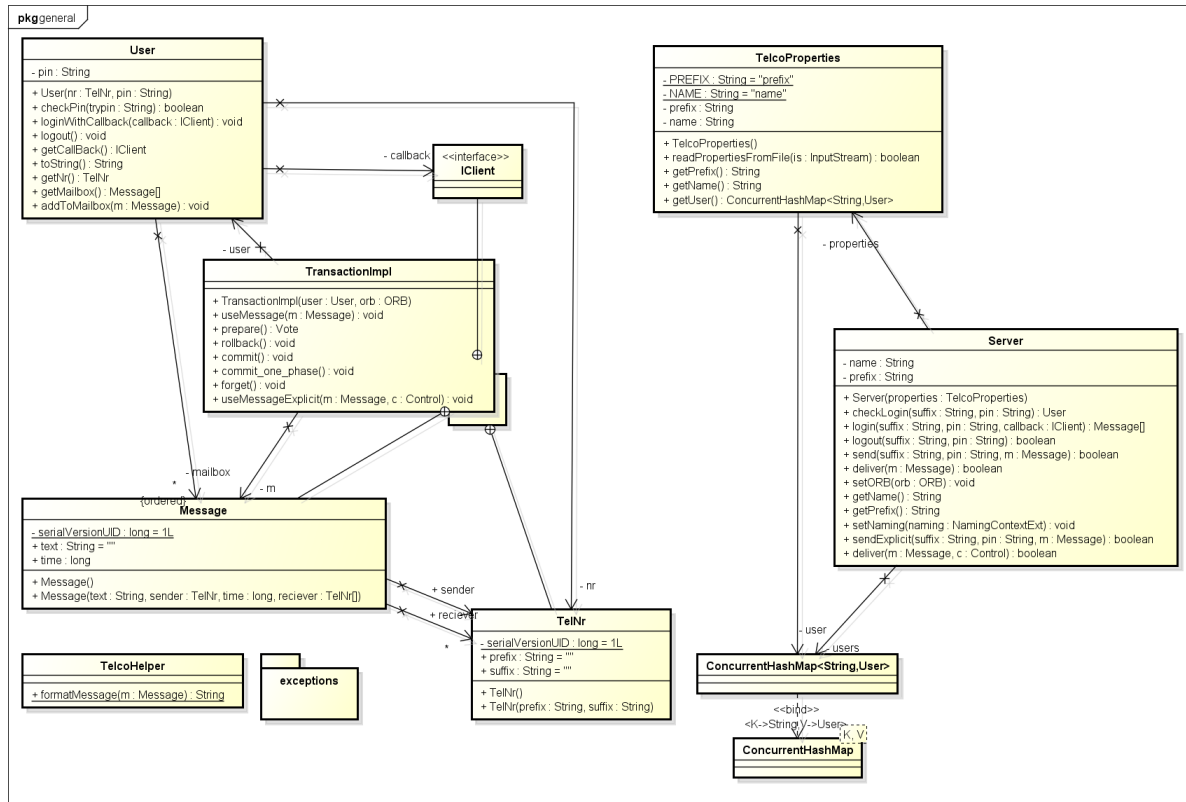 pkg general
User
- pin : String
+ User(nr : TelNr, pin : String)
+ checkPin(trypin : String) : boolean
+ loginWithCallback(callback : IClient) : void
+ logout() : void
+ getCallBack() : IClient
+ toString() : String
+ getNr() : TelNr
+ getMailbox() : Message[]
+ addToMailbox(m : Message) : void
- callback
<<interface>>
IClient
TelcoProperties
- PREFIX : String = "prefix"
- NAME : String = "name"
- prefix : String
- name : String
+ TelcoProperties()
+ readPropertiesFromFile(is : InputStream) : boolean
+ getPrefix() : String
+ getName() : String
+ getUser() : ConcurrentHashMap<String,User>
- properties
- user
TransactionImpl
+ TransactionImpl(user : User, orb : ORB)
+ useMessage(m : Message) : void
+ prepare() : Vote
+ rollback() : void
+ commit() : void
+ commit_one_phase() : void
+ forget() : void
+ useMessageExplicit(m : Message, c : Control) : void
Server
- name : String
- prefix : String
+ Server(properties : TelcoProperties)
+ checkLogin(suffix : String, pin : String) : User
+ login(suffix : String, pin : String, callback : IClient) : Message[]
+ logout(suffix : String, pin : String) : boolean
+ send(suffix : String, pin : String, m : Message) : boolean
+ deliver(m : Message) : boolean
+ setORB(orb : ORB) : void
+ getName() : String
+ getPrefix() : String
+ setNaming(naming : NamingContextExt) : void
+ sendExplicit(suffix : String, pin : String, m : Message) : boolean
+ deliver(m : Message, c : Control) : boolean
- mailbox
*
{ordered}
- m
Message
- serialVersionUID : long = 1L
+ text : String = ""
+ time : long
+ Message()
+ Message(text : String, sender : TelNr, time : long, reciever : TelNr[])
+ sender
+ reciever
*
- nr
TelNr
- serialVersionUID : long = 1L
+ prefix : String = ""
+ suffix : String = ""
+ TelNr()
+ TelNr(prefix : String, suffix : String)
TelcoHelper
+ formatMessage(m : Message) : String
exceptions
- user
- users
ConcurrentHashMap<String,User>
<<bind>>
<K->String,V->User>
K, V
ConcurrentHashMap